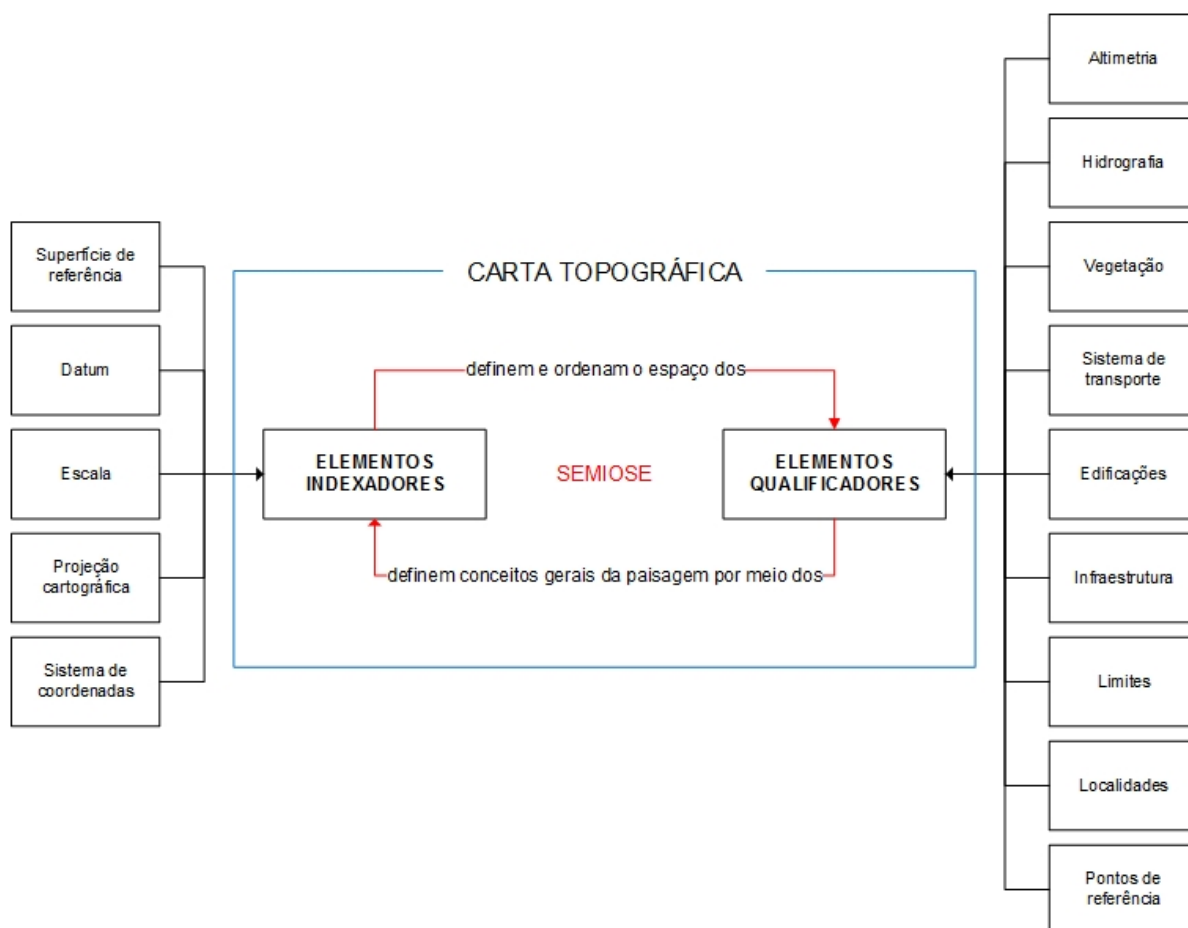 Superfície de
referência
Datum
Escala
Projeção
cartográfica
Sistema de
coordenadas
CARTA TOPOGRÁFICA
definem e ordenam o espaço dos
ELEMENTOS
INDEXADORES
SEMIOSE
ELEMENTOS
QUALIFICADORES
definem conceitos gerais da paisagem por meio dos
Altimetria
Hidrografia
Vegetação
Sistema de
transporte
Edificações
Infraestrutura
Limites
Localidades
Pontos de
referência